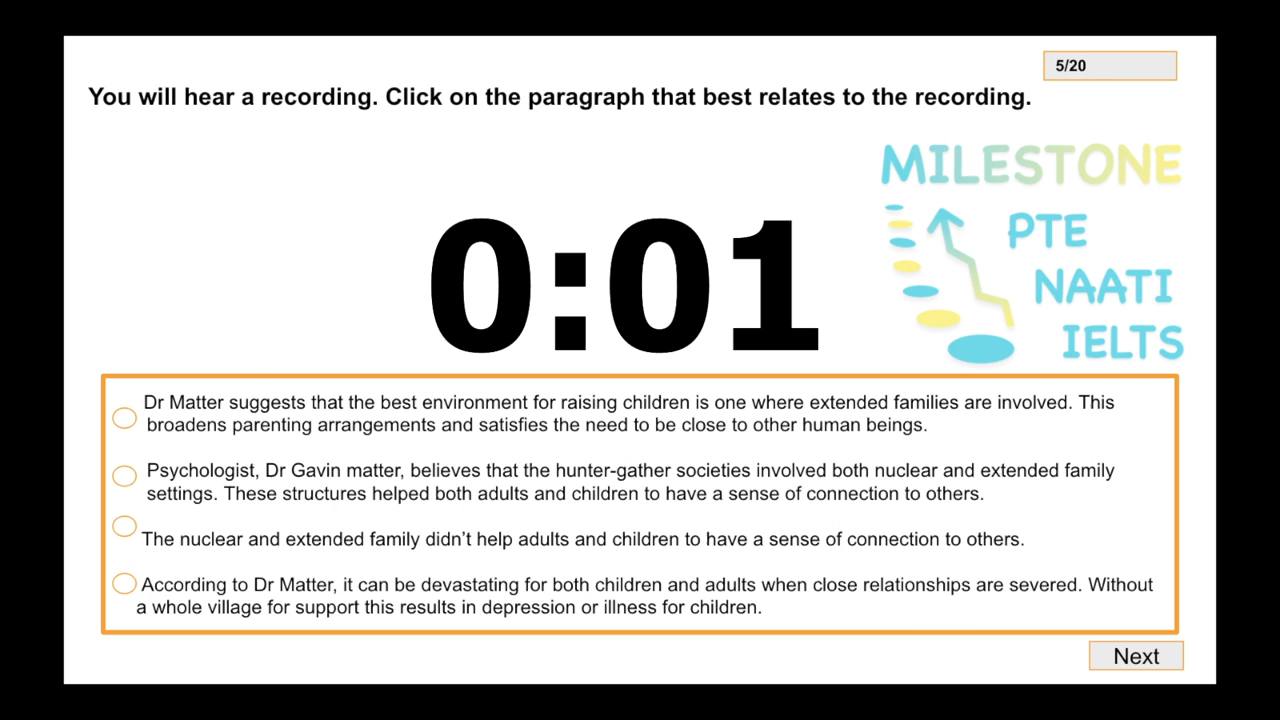 5/20
You will hear a recording. Click on the paragraph that best relates to the recording.
MILESTONE
PTE
NAATI
IELTS
0:01
Dr Matter suggests that the best environment for raising children is one where extended families are involved. This
broadens parenting arrangements and satisfies the need to be close to other human beings.
Psychologist, Dr Gavin matter, believes that the hunter-gather societies involved both nuclear and extended family
settings. These structures helped both adults and children to have a sense of connection to others.
The nuclear and extended family didn’t help adults and children to have a sense of connection to others.
According to Dr Matter, it can be devastating for both children and adults when close relationships are severed. Without
a whole village for support this results in depression or illness for children.
Next